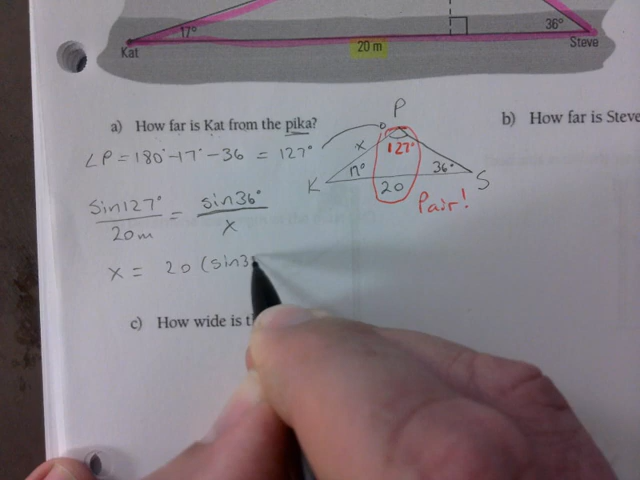 17°
36°
Kat
20 m
Steve
a) How far is Kat from the pika?
b) How far is Steve
∠P = 180° - 17° - 36 = 127°
P
x
127°
17°
36°
K
20
S
Pair!
sin127° = sin36°
20m x
x = 20 (sin3
c) How wide is t